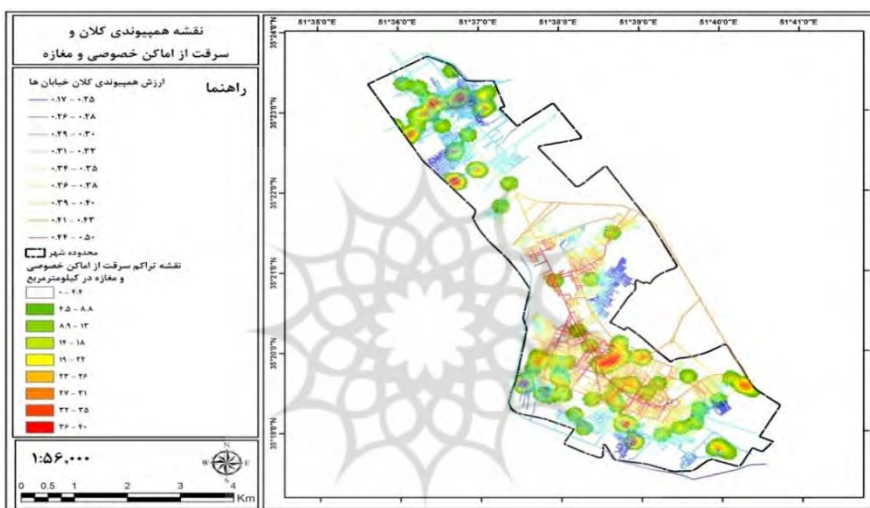 نقشه همپیوندی کلان و
سرقت از اماکن خصوصی و مغازه
راهنما
ارزش همپیوندی کلان خیابان ها
۰.۱۷ - ۰.۲۵
۰.۲۶ - ۰.۲۸
۰.۲۹ - ۰.۳۰
۰.۳۱ - ۰.۳۳
۰.۳۴ - ۰.۳۵
۰.۳۶ - ۰.۳۸
۰.۳۹ - ۰.۴۰
۰.۴۱ - ۰.۴۳
۰.۴۴ - ۰.۵۰
محدوده شهر
نقشه تراکم سرقت از اماکن خصوصی
و مغازه در کیلومترمربع
۰ - ۴.۴
۴.۵ - ۸.۸
۸.۹ - ۱۳
۱۴ - ۱۸
۱۹ - ۲۲
۲۳ - ۲۶
۲۷ - ۳۱
۳۲ - ۳۵
۳۶ - ۴۰
۱:۵۶,۰۰۰
N
W E
S
0 0.5 1 2 3 4
Km
51°35'0"E 51°36'0"E 51°37'0"E 51°38'0"E 51°39'0"E 51°40'0"E 51°41'0"E